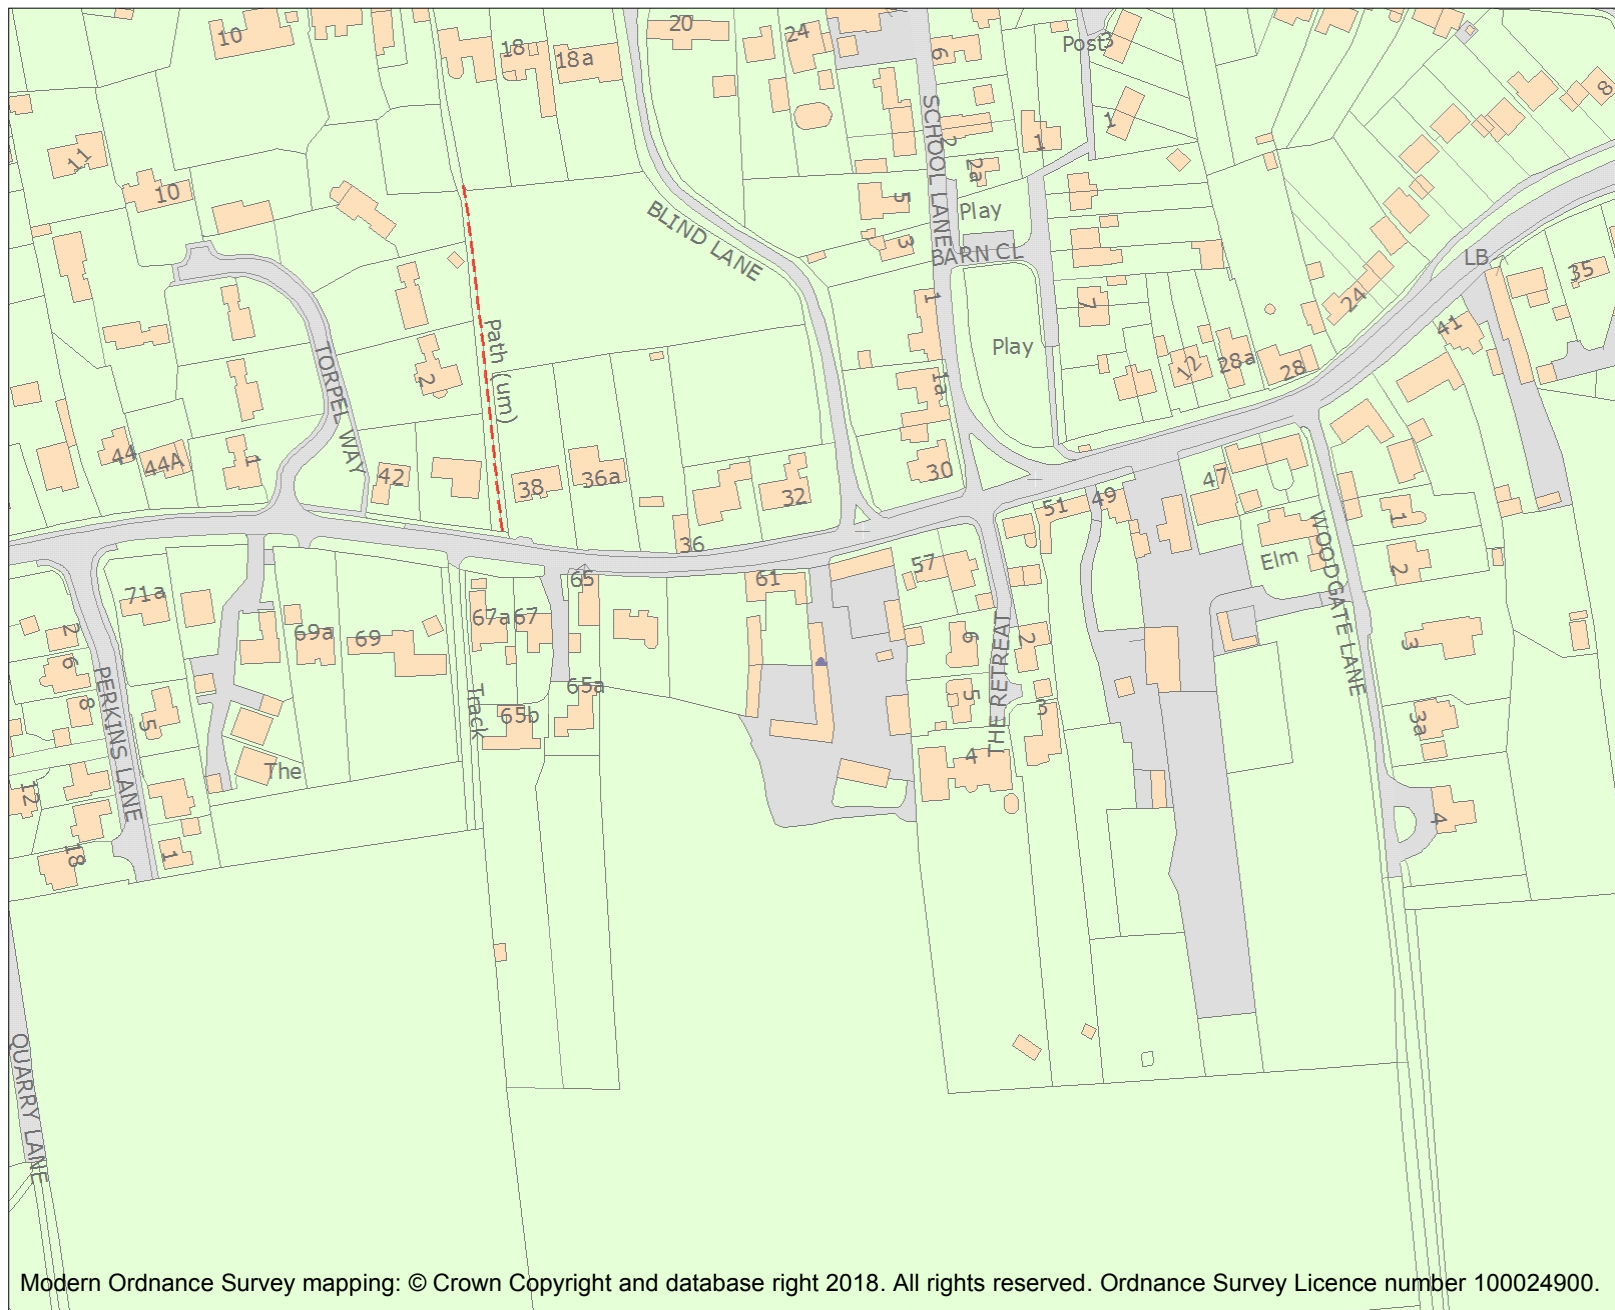 10
18
18a
20
24
6
Post
3
8
11
10
SCHOOL LANE
2
2a
1
1
5
Play
BLIND LANE
3
BARN CL
LB
35
1
7
24
41
Path (um)
TORPEL WAY
2
Play
1a
12
28a
28
44
44A
1
42
38
36a
32
30
47
51
49
36
1
WOODGATE LANE
57
Elm
2
65
61
71a
67a
67
69a
69
2
6
8
6
2
3
THE RETREAT
PERKINS LANE
5
Track
65a
65b
5
3
3a
4
The
12
4
18
1
QUARRY LANE
Modern Ordnance Survey mapping: © Crown Copyright and database right 2018. All rights reserved. Ordnance Survey Licence number 100024900.